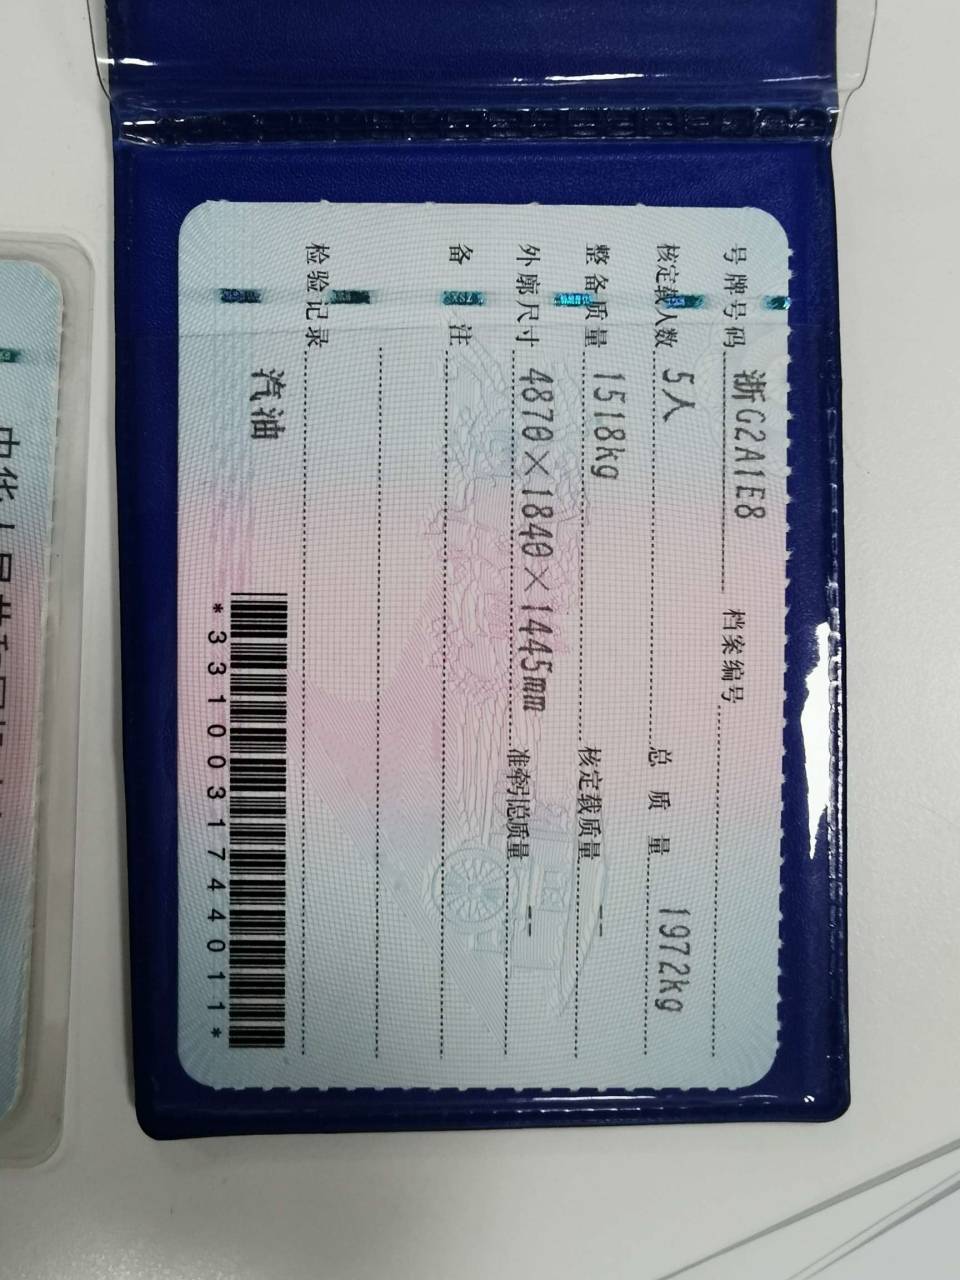 号牌号码 浙G2A1E8 档案编号
核定载人数 5人 总质量 1972kg
整备质量 1518kg 核定载质量 --
外廓尺寸 4870×1840×1445mm 准牵引总质量 --
备注
检验记录
汽油
*3310031744011*